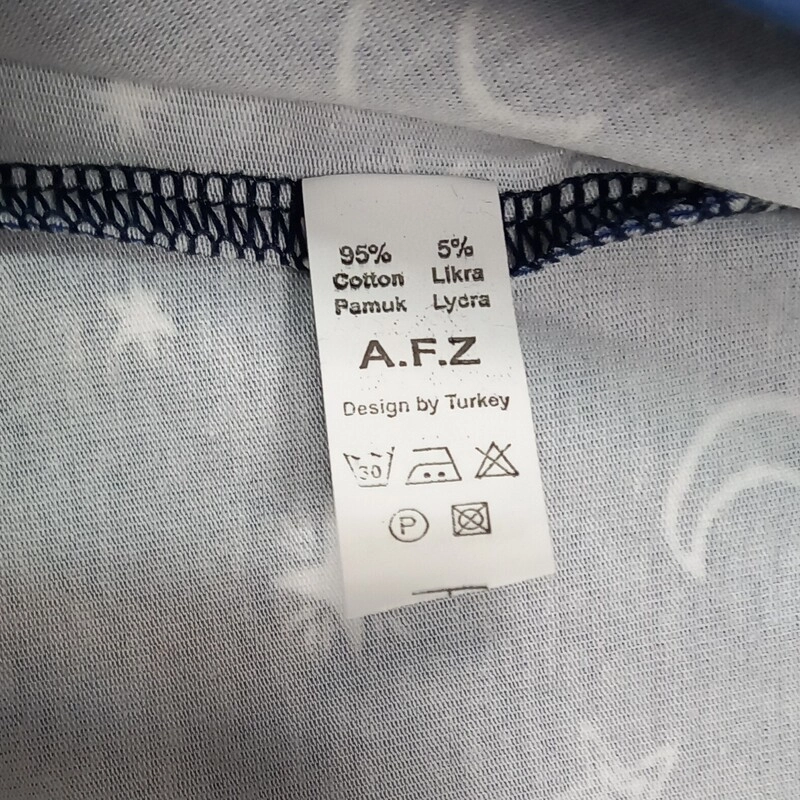 95% 5%
Cotton Likra
Pamuk Lycra
A.F.Z
Design by Turkey
30
P